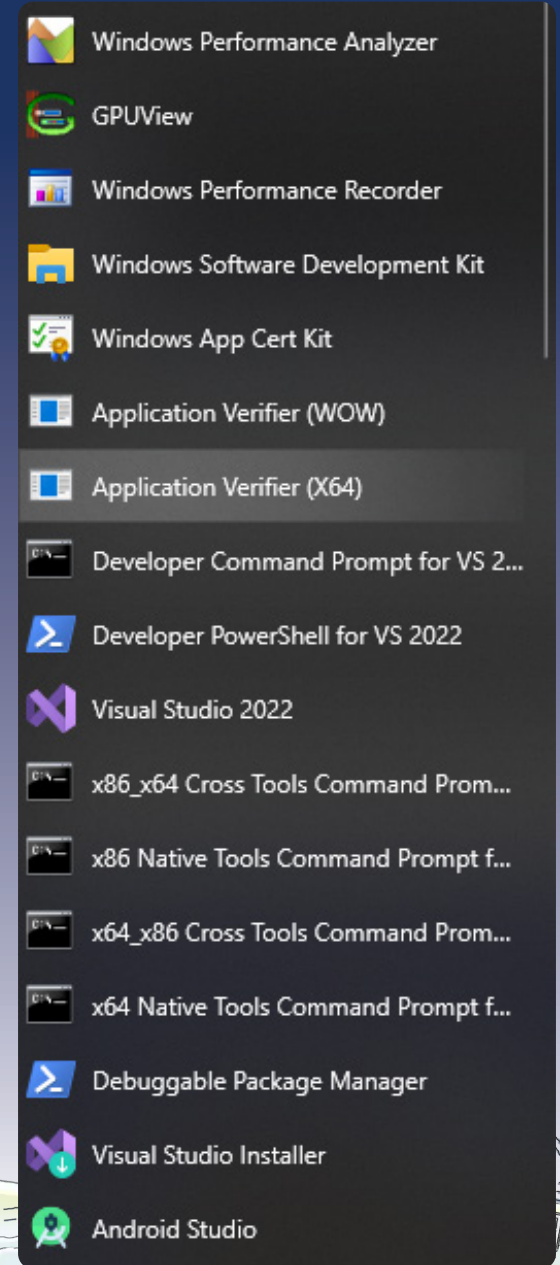 Windows Performance Analyzer
GPUView
Windows Performance Recorder
Windows Software Development Kit
Windows App Cert Kit
Application Verifier (WOW)
Application Verifier (X64)
Developer Command Prompt for VS 2...
Developer PowerShell for VS 2022
Visual Studio 2022
x86_x64 Cross Tools Command Prom...
x86 Native Tools Command Prompt f...
x64_x86 Cross Tools Command Prom...
x64 Native Tools Command Prompt f...
Debuggable Package Manager
Visual Studio Installer
Android Studio